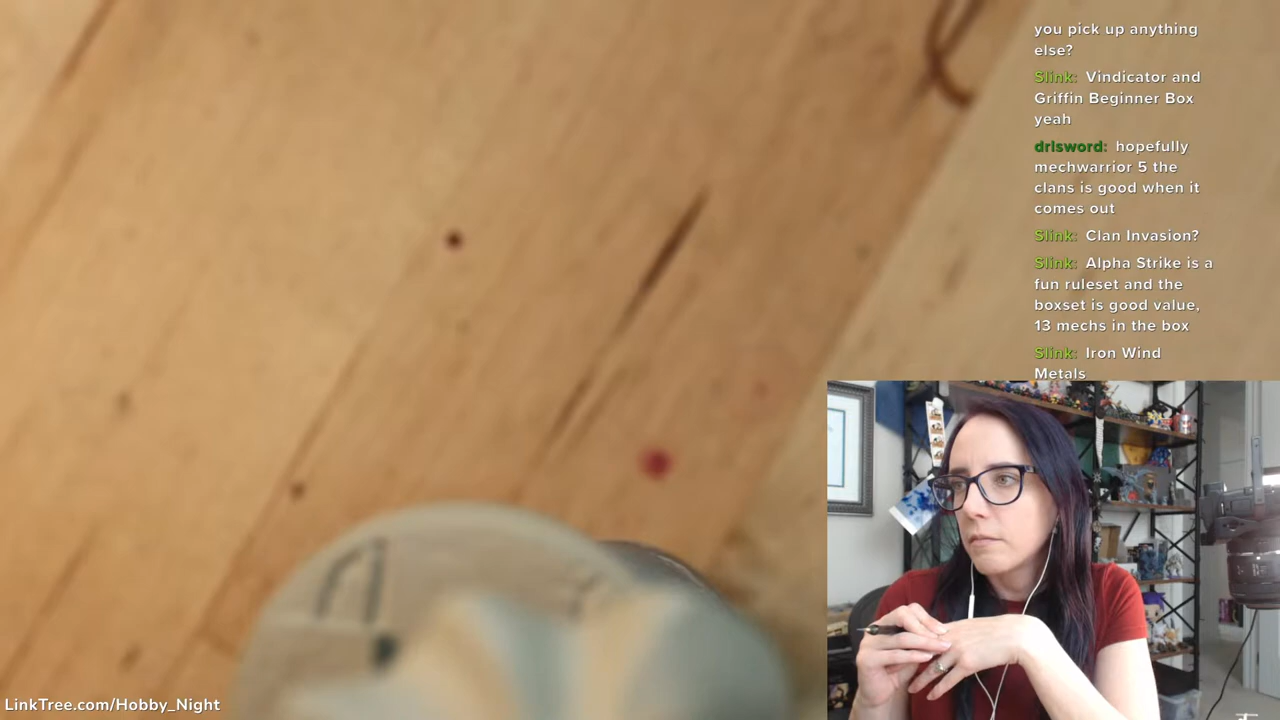 you pick up anything
else?
Slink: Vindicator and
Griffin Beginner Box
yeah
drlsword: hopefully
mechwarrior 5 the
clans is good when it
comes out
Slink: Clan Invasion?
Slink: Alpha Strike is a
fun ruleset and the
boxset is good value,
13 mechs in the box
Slink: Iron Wind
Metals
LinkTree.com/Hobby_Night